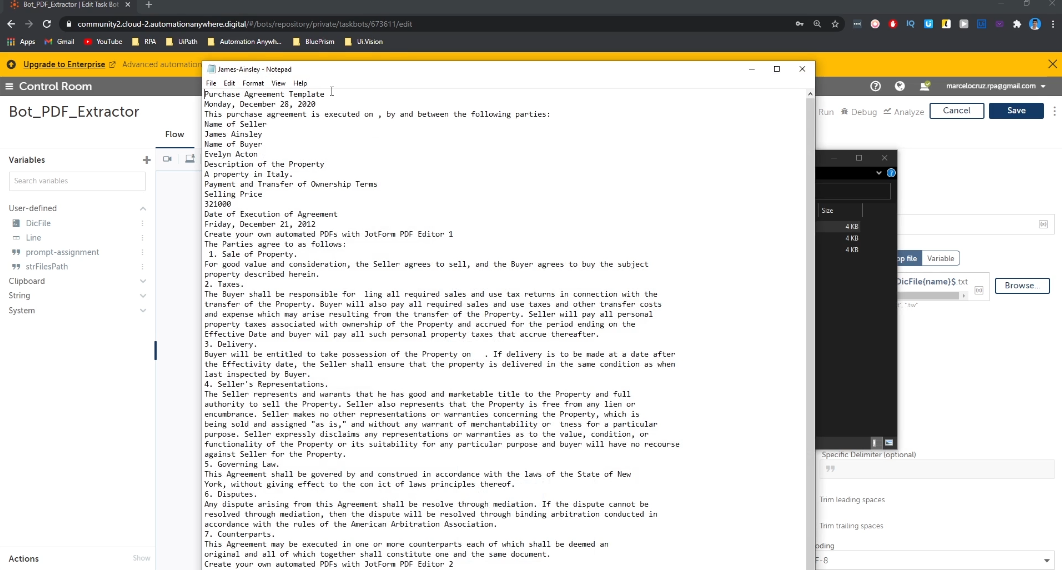 Bot_PDF_Extractor | Edit Task Bot
community2.cloud-2.automationanywhere.digital/#/bots/repository/private/taskbots/673611/edit
Apps Gmail YouTube RPA UiPath Automation Anywh... BluePrism Ui.Vision
Upgrade to Enterprise Advanced automation
Control Room
marcelocruz.rpa@gmail.com
Bot_PDF_Extractor
Run Debug Analyze Cancel Save
Flow
Variables
Search variables
User-defined
DicFile
Line
prompt-assignment
strFilesPath
Clipboard
String
System
Actions Show
James-Ainsley - Notepad
File Edit Format View Help
Purchase Agreement Template
Monday, December 28, 2020
This purchase agreement is executed on , by and between the following parties:
Name of Seller
James Ainsley
Name of Buyer
Evelyn Acton
Description of the Property
A property in Italy.
Payment and Transfer of Ownership Terms
Selling Price
321000
Date of Execution of Agreement
Friday, December 21, 2012
Create your own automated PDFs with JotForm PDF Editor 1
The Parties agree to as follows:
1. Sale of Property.
For good value and consideration, the Seller agrees to sell, and the Buyer agrees to buy the subject
property described herein.
2. Taxes.
The Buyer shall be responsible for  ling all required sales and use tax returns in connection with the
transfer of the Property. Buyer will also pay all required sales and use taxes and other transfer costs
and expense which may arise resulting from the transfer of the Property. Seller will pay all personal
property taxes associated with ownership of the Property and accrued for the period ending on the
Effective Date and buyer wil pay all such personal property taxes that accrue thereafter.
3. Delivery.
Buyer will be entitled to take possession of the Property on   . If delivery is to be made at a date after
the Effectivity date, the Seller shall ensure that the property is delivered in the same condition as when
last inspected by Buyer.
4. Seller's Representations.
The Seller represents and warrants that he has good and marketable title to the Property and full
authority to sell the Property. Seller also represents that the Property is free from any lien or
encumbrance. Seller makes no other representations or warranties concerning the Property, which is
being sold and assigned "as is," and without any warrant of merchantability or  tness for a particular
purpose. Seller expressly disclaims any representations or warranties as to the value, condition, or
functionality of the Property or its suitability for any particular purpose and buyer will have no recourse
against Seller for the Property.
5. Governing Law.
This Agreement shall be govered by and construed in accordance with the laws of the State of New
York, without giving effect to the con ict of laws principles thereof.
6. Disputes.
Any dispute arising from this Agreement shall be resolve through mediation. If the dispute cannot be
resolved through mediation, then the dispute will be resolved through binding arbitration conducted in
accordance with the rules of the American Arbitration Association.
7. Counterparts.
This Agreement may be executed in one or more counterparts each of which shall be deemed an
original and all of which together shall constitute one and the same document.
Create your own automated PDFs with JotForm PDF Editor 2
Size
4 KB
4 KB
4 KB
op file Variable
DicFile{name}$ txt Browse...
Specific Delimiter (optional)
Trim leading spaces
Trim trailing spaces
oding
F-8